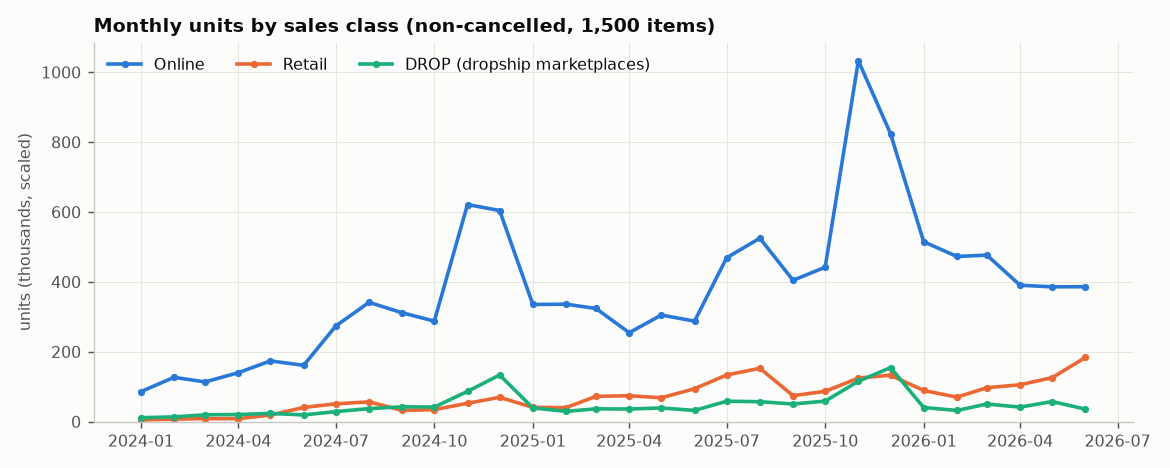 Monthly units by sales class (non-cancelled, 1,500 items)
Online Retail DROP (dropship marketplaces)
units (thousands, scaled)
1000
800
600
400
200
0
2024-01 2024-04 2024-07 2024-10 2025-01 2025-04 2025-07 2025-10 2026-01 2026-04 2026-07